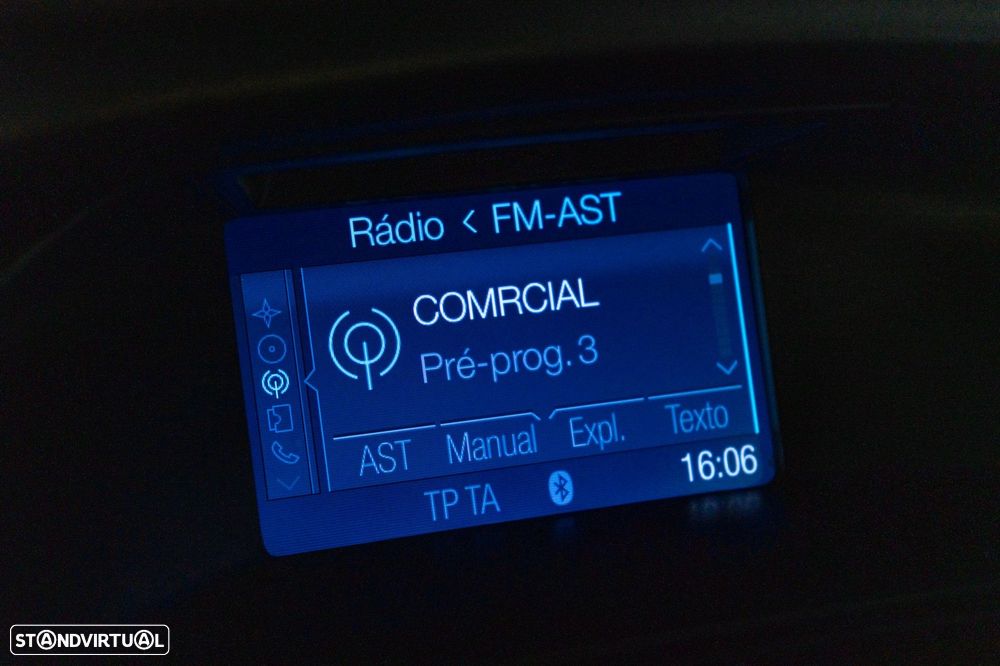 Rádio < FM-AST
COMRCIAL
Pré-prog. 3
AST Manual Expl. Texto
TP TA 16:06
STANDVIRTUAL